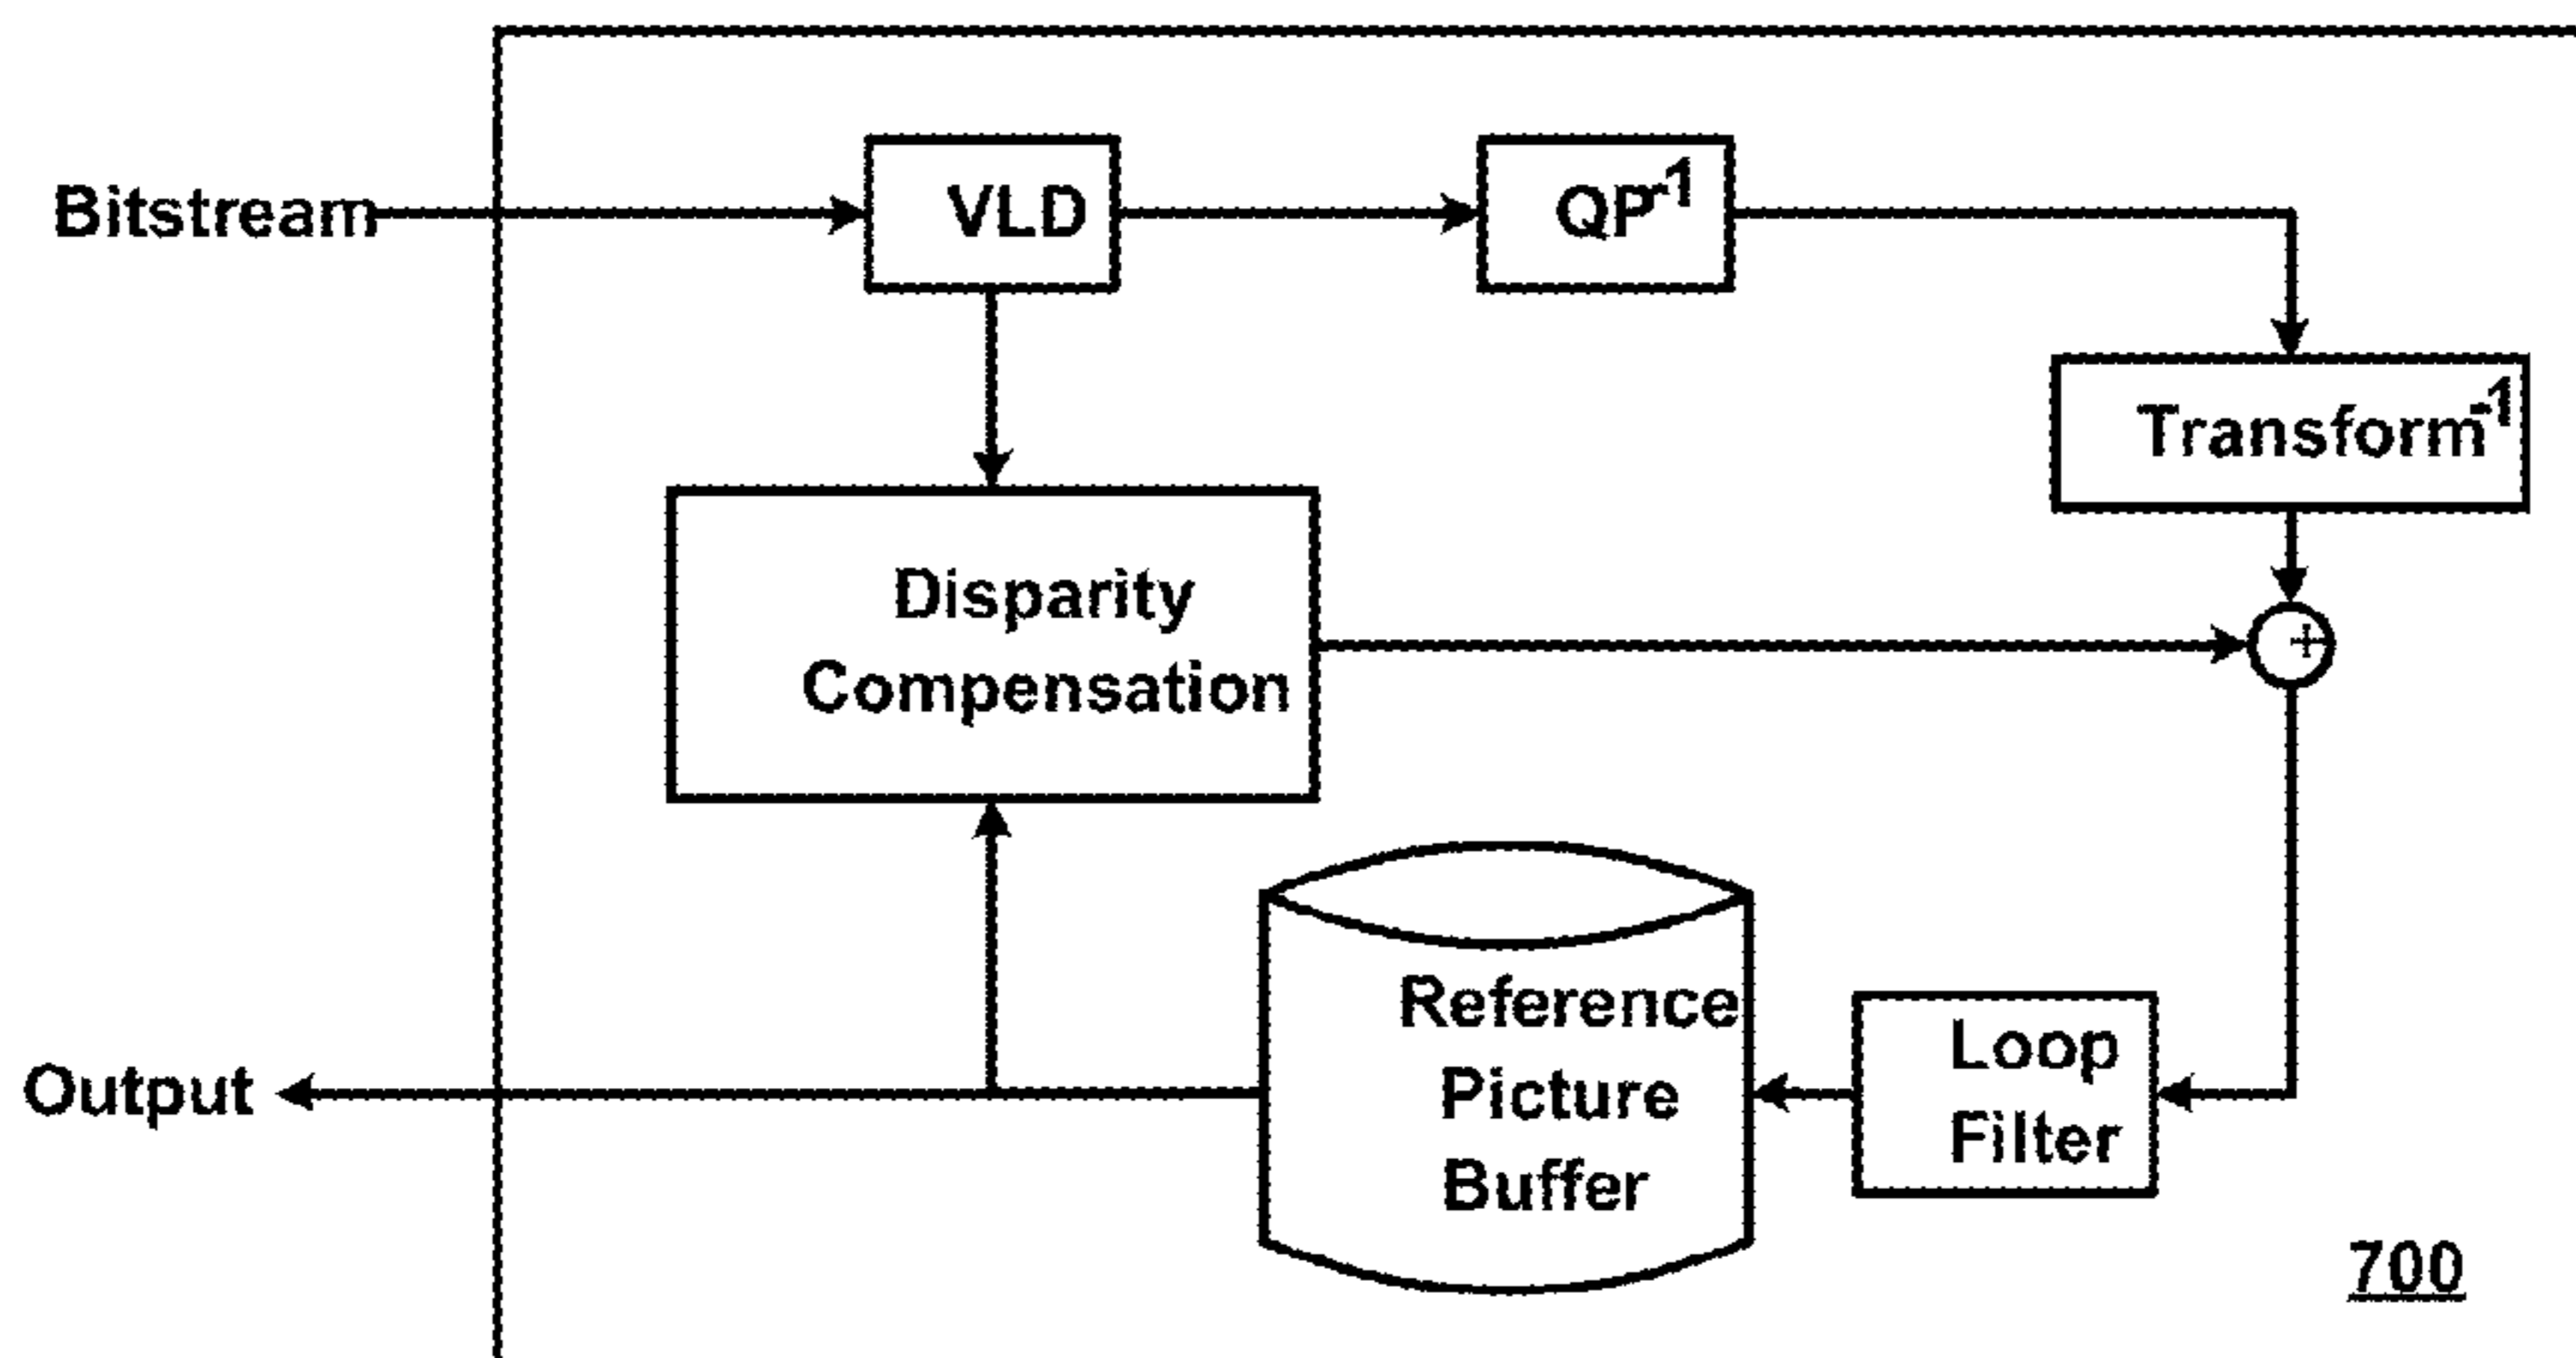 Bitstream
VLD
QP-1
Transform-1
Disparity
Compensation
+
Reference
Picture
Buffer
Loop
Filter
Output
700